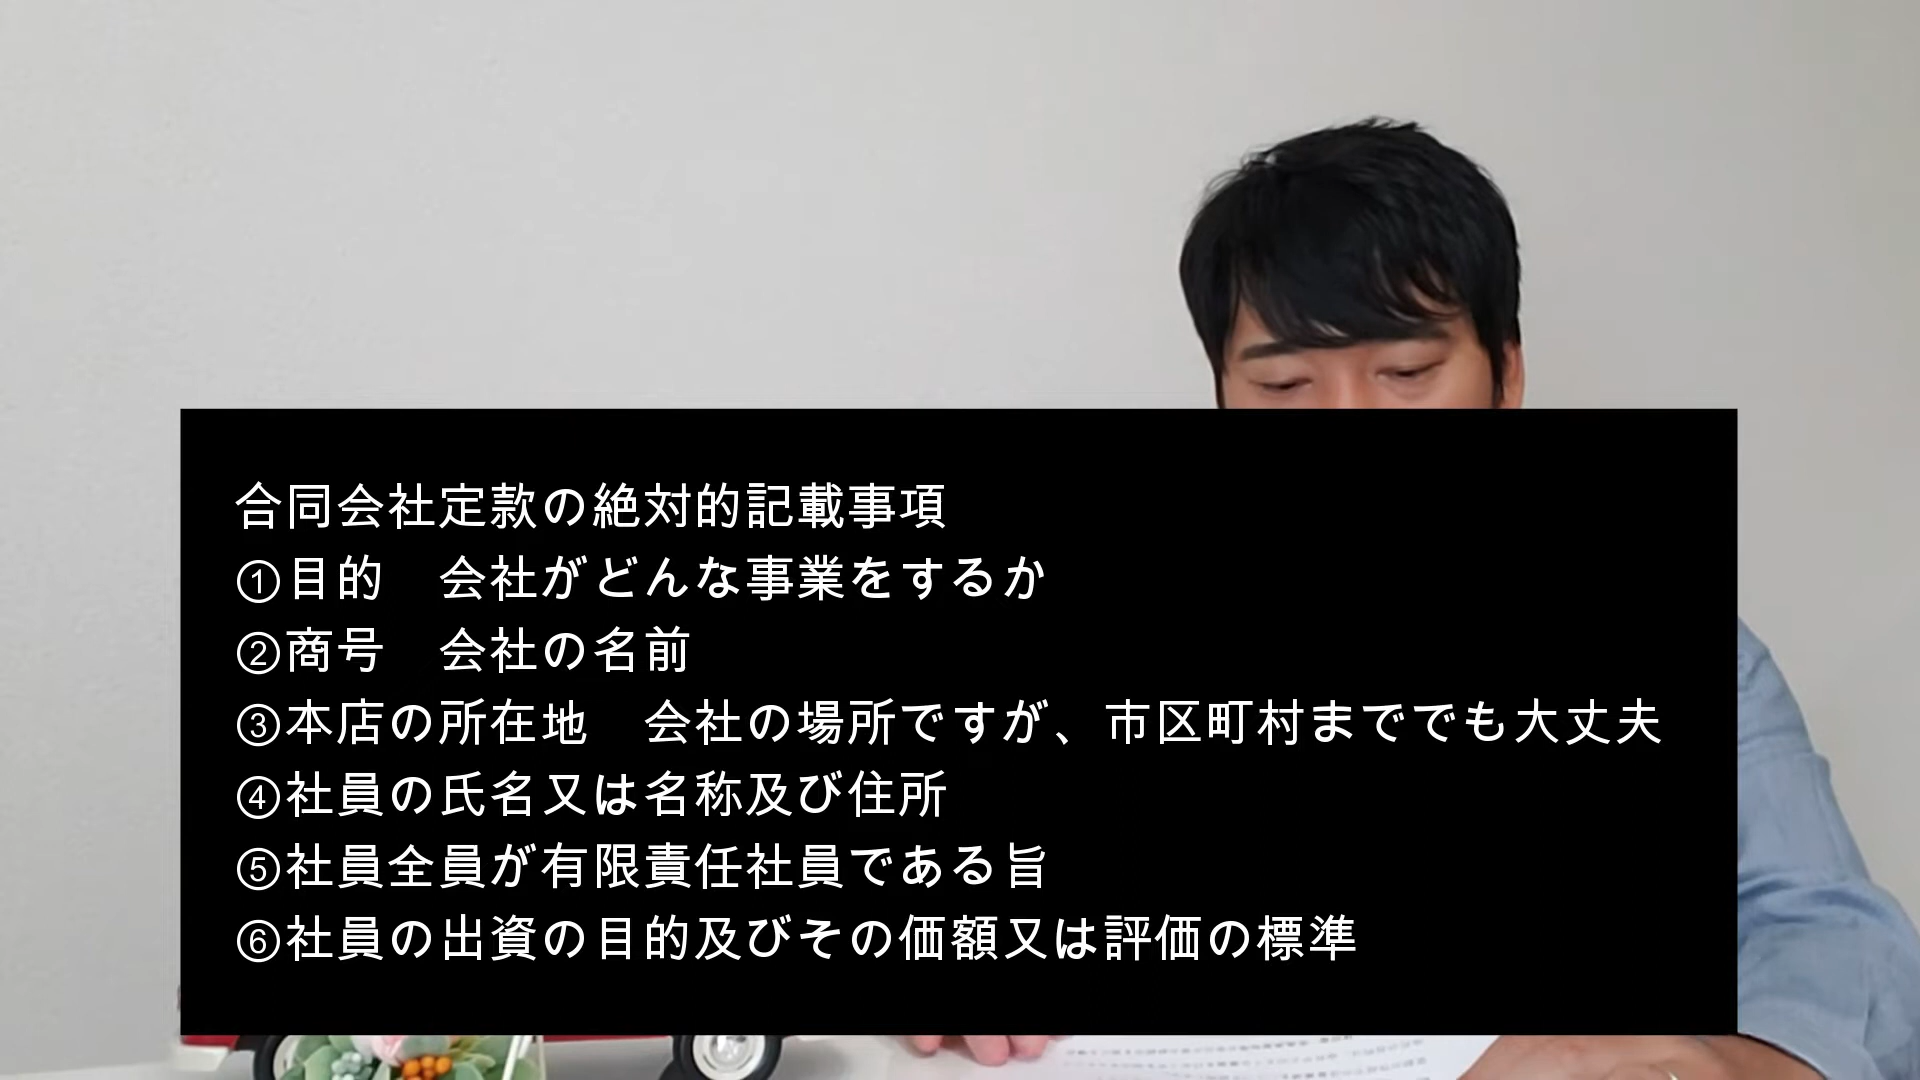 合同会社定款の絶対的記載事項
①目的　会社がどんな事業をするか
②商号　会社の名前
③本店の所在地　会社の場所ですが、市区町村まででも大丈夫
④社員の氏名又は名称及び住所
⑤社員全員が有限責任社員である旨
⑥社員の出資の目的及びその価額又は評価の標準